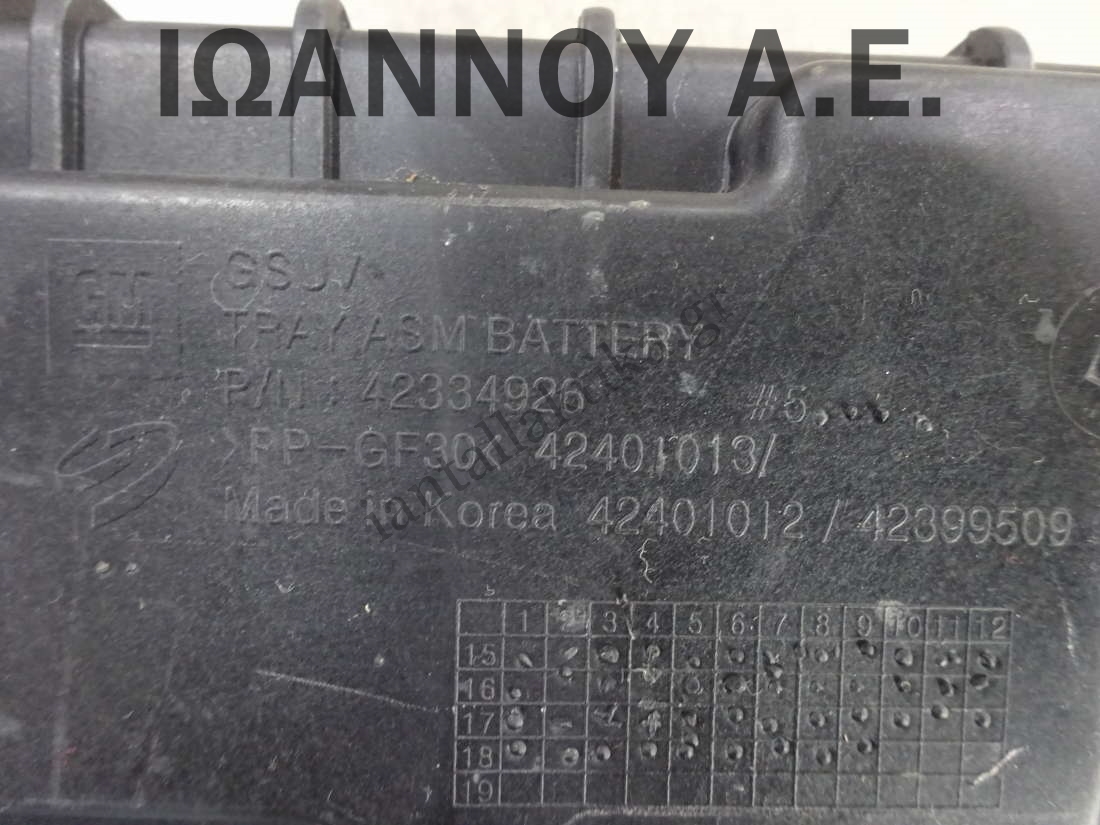 ΙΩΑΝΝΟΥ Α.Ε.
GM
GSUV
TRAY ASM BATTERY
P/N : 42334926 #5
>PP-GF30< 42401013/
Made in Korea 42401012 / 42399509
1 2 3 4 5 6 7 8 9 10 11 12
15
16
17
18
19